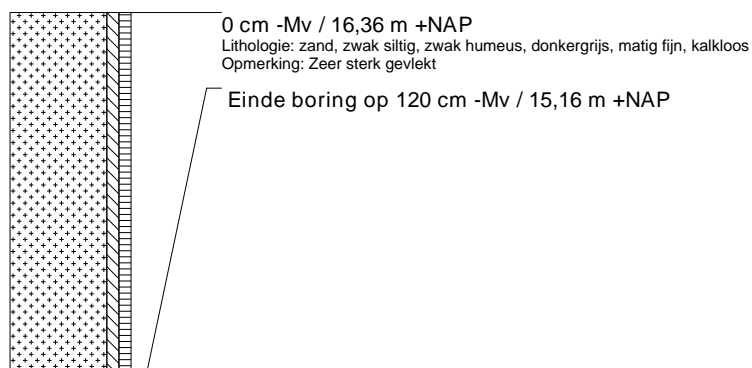 0 cm -Mv / 16,36 m +NAP
Lithologie: zand, zwak siltig, zwak humeus, donkergrijs, matig fijn, kalkloos
Opmerking: Zeer sterk gevlekt
Einde boring op 120 cm -Mv / 15,16 m +NAP